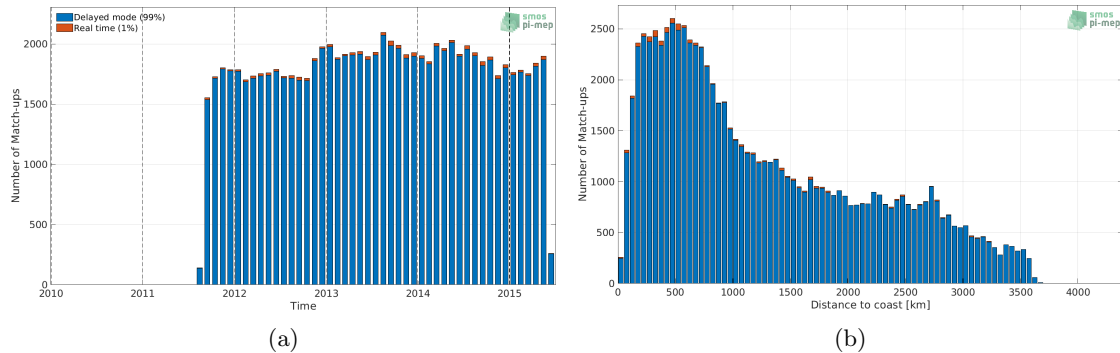 Delayed mode (99%)
Real time (1%)
smos
pi-mep
2000
1500
1000
500
0
Number of Match-ups
2010 2011 2012 2013 2014 2015
Time
(a)
smos
pi-mep
2500
2000
1500
1000
500
0
Number of Match-ups
0 500 1000 1500 2000 2500 3000 3500 4000
Distance to coast [km]
(b)